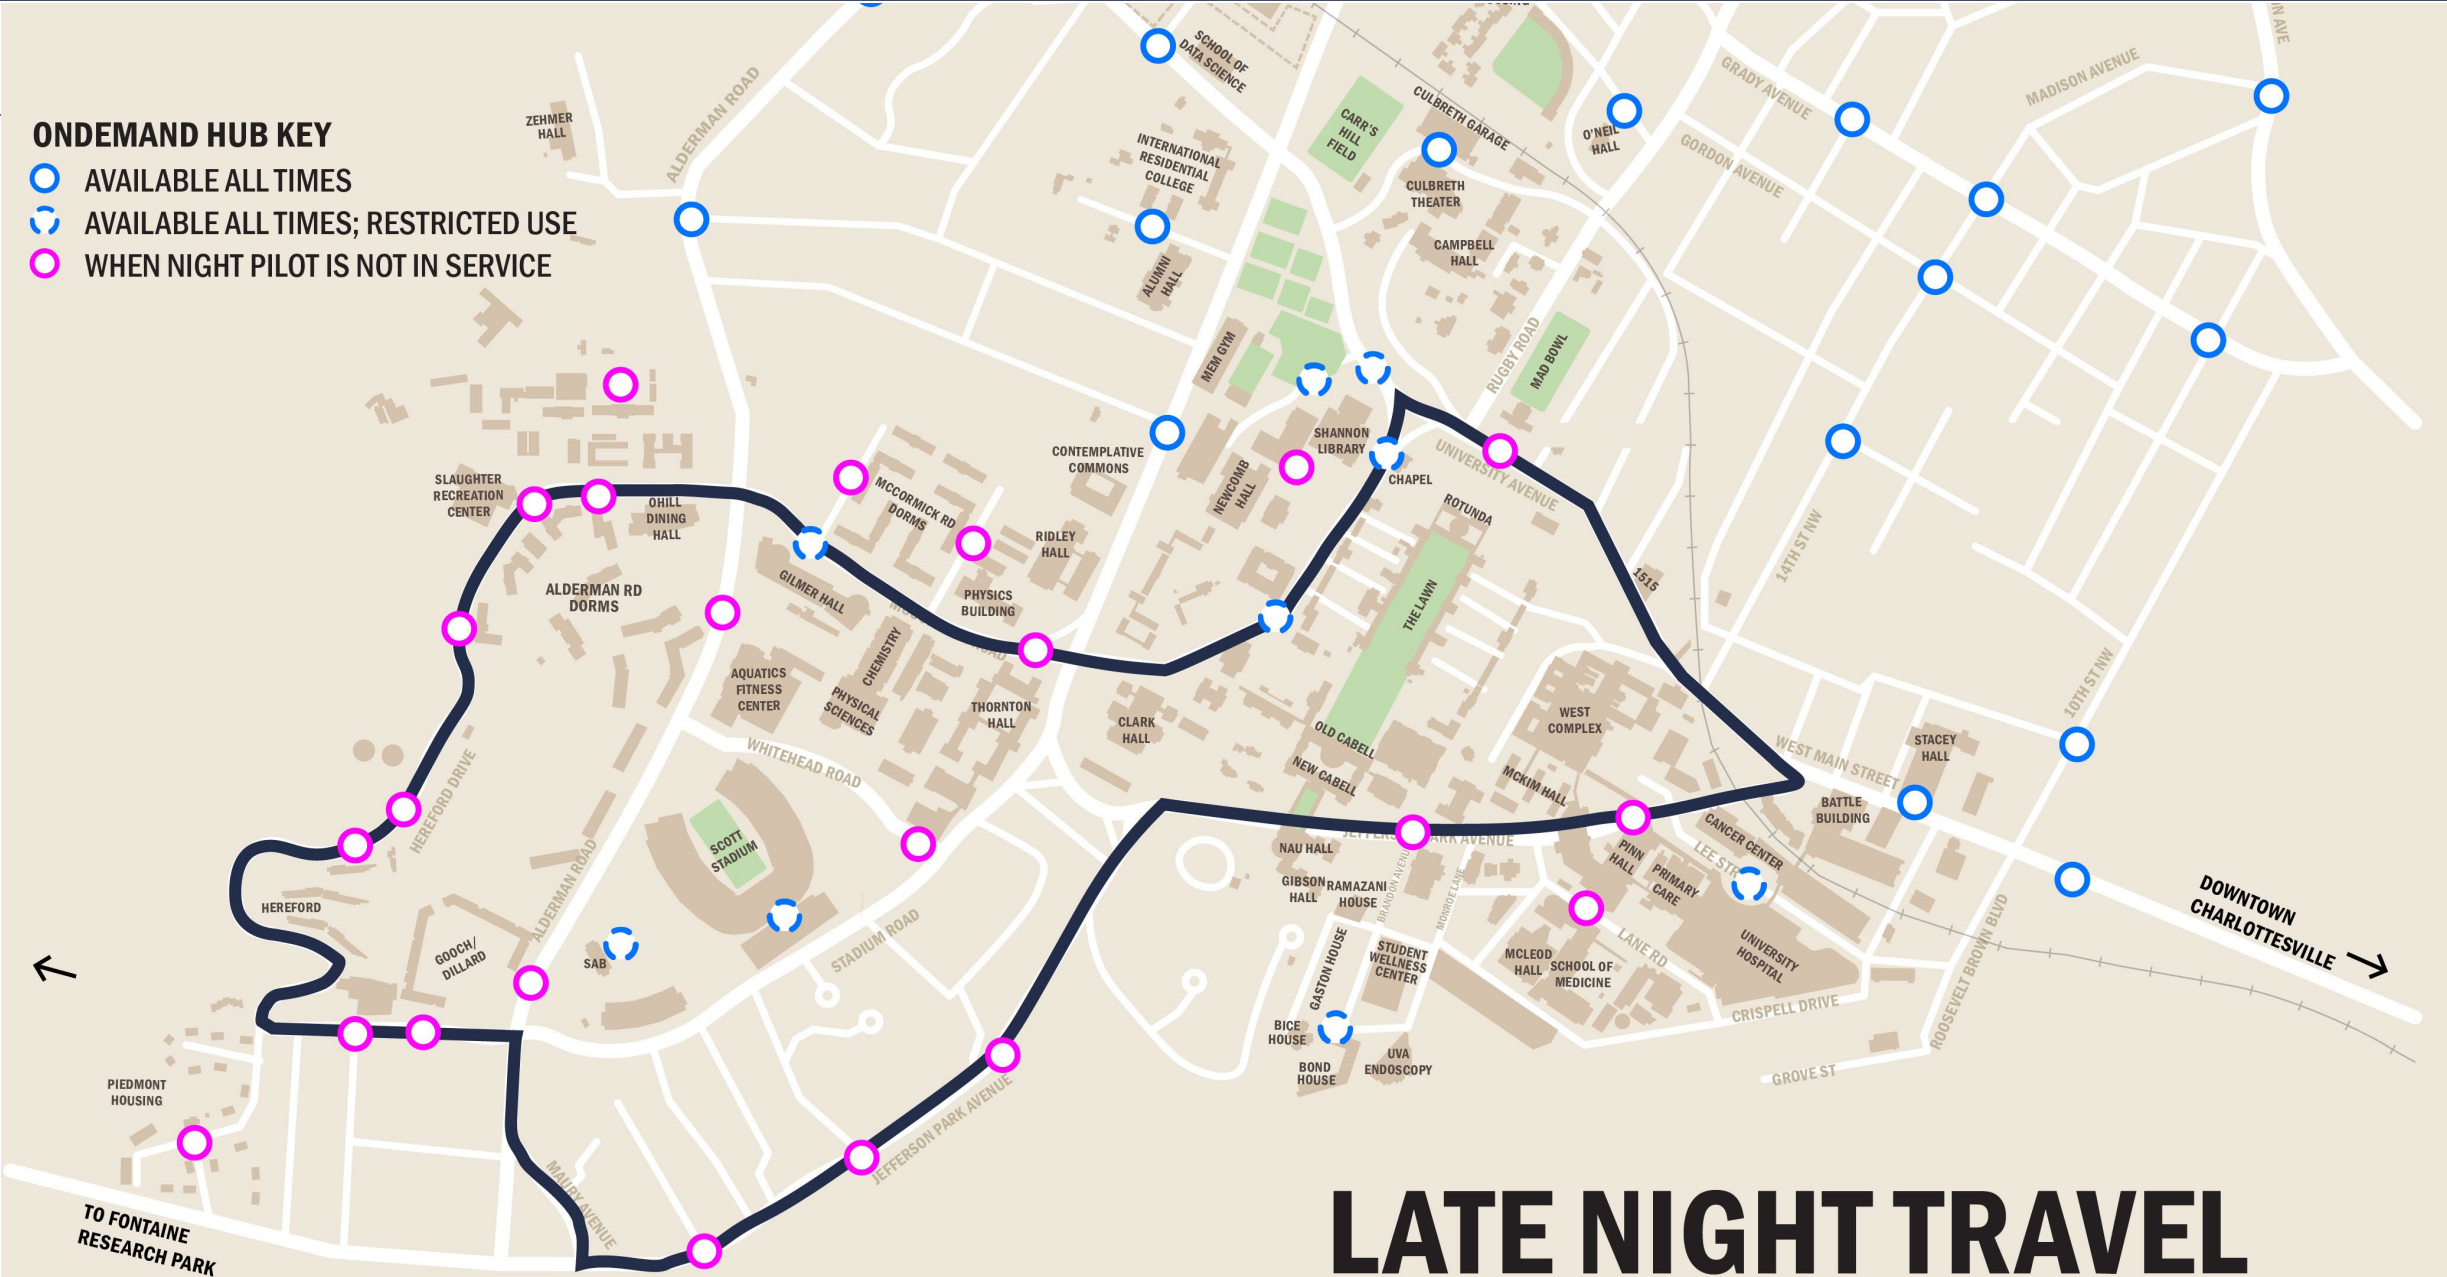 ONDEMAND HUB KEY
AVAILABLE ALL TIMES
AVAILABLE ALL TIMES; RESTRICTED USE
WHEN NIGHT PILOT IS NOT IN SERVICE
ZEHMER
HALL
ALDERMAN ROAD
SCHOOL OF
DATA SCIENCE
INTERNATIONAL
RESIDENTIAL
COLLEGE
ALUMNI
HALL
CARR'S
HILL
FIELD
CULBRETH GARAGE
CULBRETH
THEATER
CAMPBELL
HALL
O'NEIL
HALL
GRADY AVENUE
GORDON AVENUE
MADISON AVENUE
MEM GYM
RUGBY ROAD
MAD BOWL
SHANNON
LIBRARY
NEWCOMB
HALL
CHAPEL
UNIVERSITY AVENUE
ROTUNDA
THE LAWN
CONTEMPLATIVE
COMMONS
SLAUGHTER
RECREATION
CENTER
OHILL
DINING
HALL
MCCORMICK RD
DORMS
RIDLEY
HALL
GILMER HALL
ALDERMAN RD
DORMS
PHYSICS
BUILDING
ROAD
CHEMISTRY
PHYSICAL
SCIENCES
AQUATICS
FITNESS
CENTER
THORNTON
HALL
CLARK
HALL
OLD CABELL
NEW CABELL
WEST
COMPLEX
MCKIM HALL
1515
14TH ST NW
10TH ST NW
WEST MAIN STREET
STACEY
HALL
BATTLE
BUILDING
WHITEHEAD ROAD
SCOTT
STADIUM
HEREFORD DRIVE
HEREFORD
GOOCH/
DILLARD
ALDERMAN ROAD
SAB
STADIUM ROAD
NAU HALL
GIBSON
HALL
RAMAZANI
HOUSE
MONROE LANE
PINN
HALL
PRIMARY
CARE
CANCER CENTER
GASTON HOUSE
STUDENT
WELLNESS
CENTER
MCLEOD
HALL
SCHOOL OF
MEDICINE
LANE RD
UNIVERSITY
HOSPITAL
CRISPELL DRIVE
ROOSEVELT BROWN BLVD
GROVE ST
BICE
HOUSE
BOND
HOUSE
UVA
ENDOSCOPY
DOWNTOWN
CHARLOTTESVILLE
PIEDMONT
HOUSING
MAURY AVENUE
JEFFERSON PARK AVENUE
TO FONTAINE
RESEARCH PARK
LATE NIGHT TRAVEL